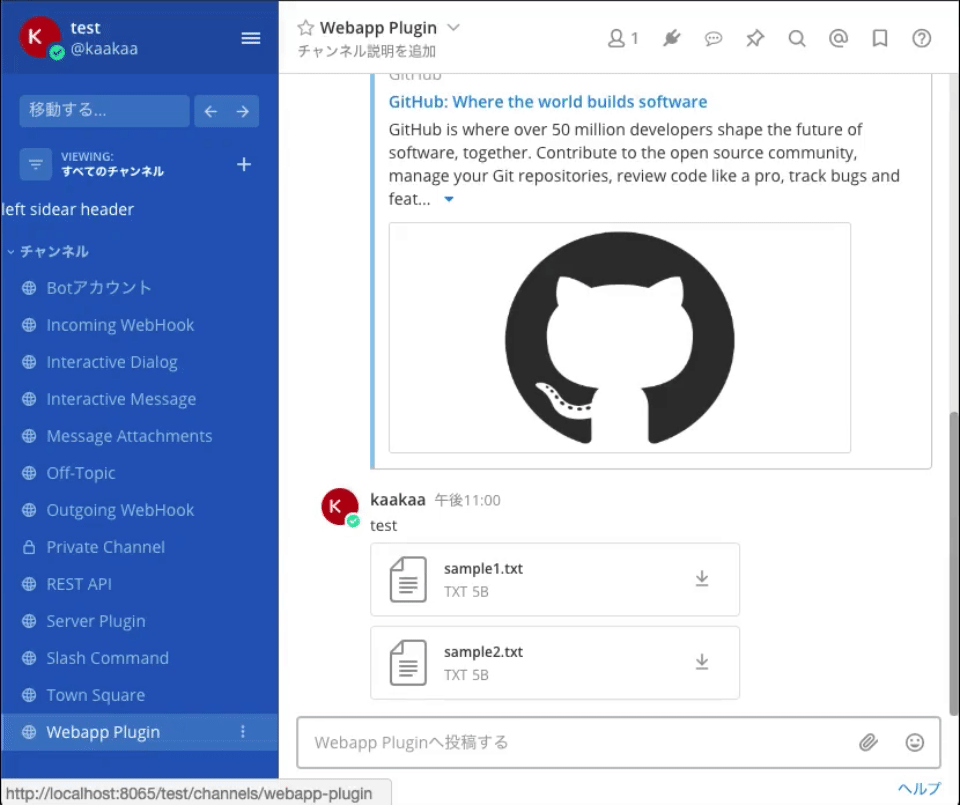 K
test
@kaakaa
移動する...
VIEWING:
すべてのチャンネル
left sidear header
チャンネル
Botアカウント
Incoming WebHook
Interactive Dialog
Interactive Message
Message Attachments
Off-Topic
Outgoing WebHook
Private Channel
REST API
Server Plugin
Slash Command
Town Square
Webapp Plugin
http://localhost:8065/test/channels/webapp-plugin
Webapp Plugin
チャンネル説明を追加
1
GitHub
GitHub: Where the world builds software
GitHub is where over 50 million developers shape the future of
software, together. Contribute to the open source community,
manage your Git repositories, review code like a pro, track bugs and
feat...
K
kaakaa 午後11:00
test
sample1.txt
TXT 5B
sample2.txt
TXT 5B
Webapp Pluginへ投稿する
ヘルプ